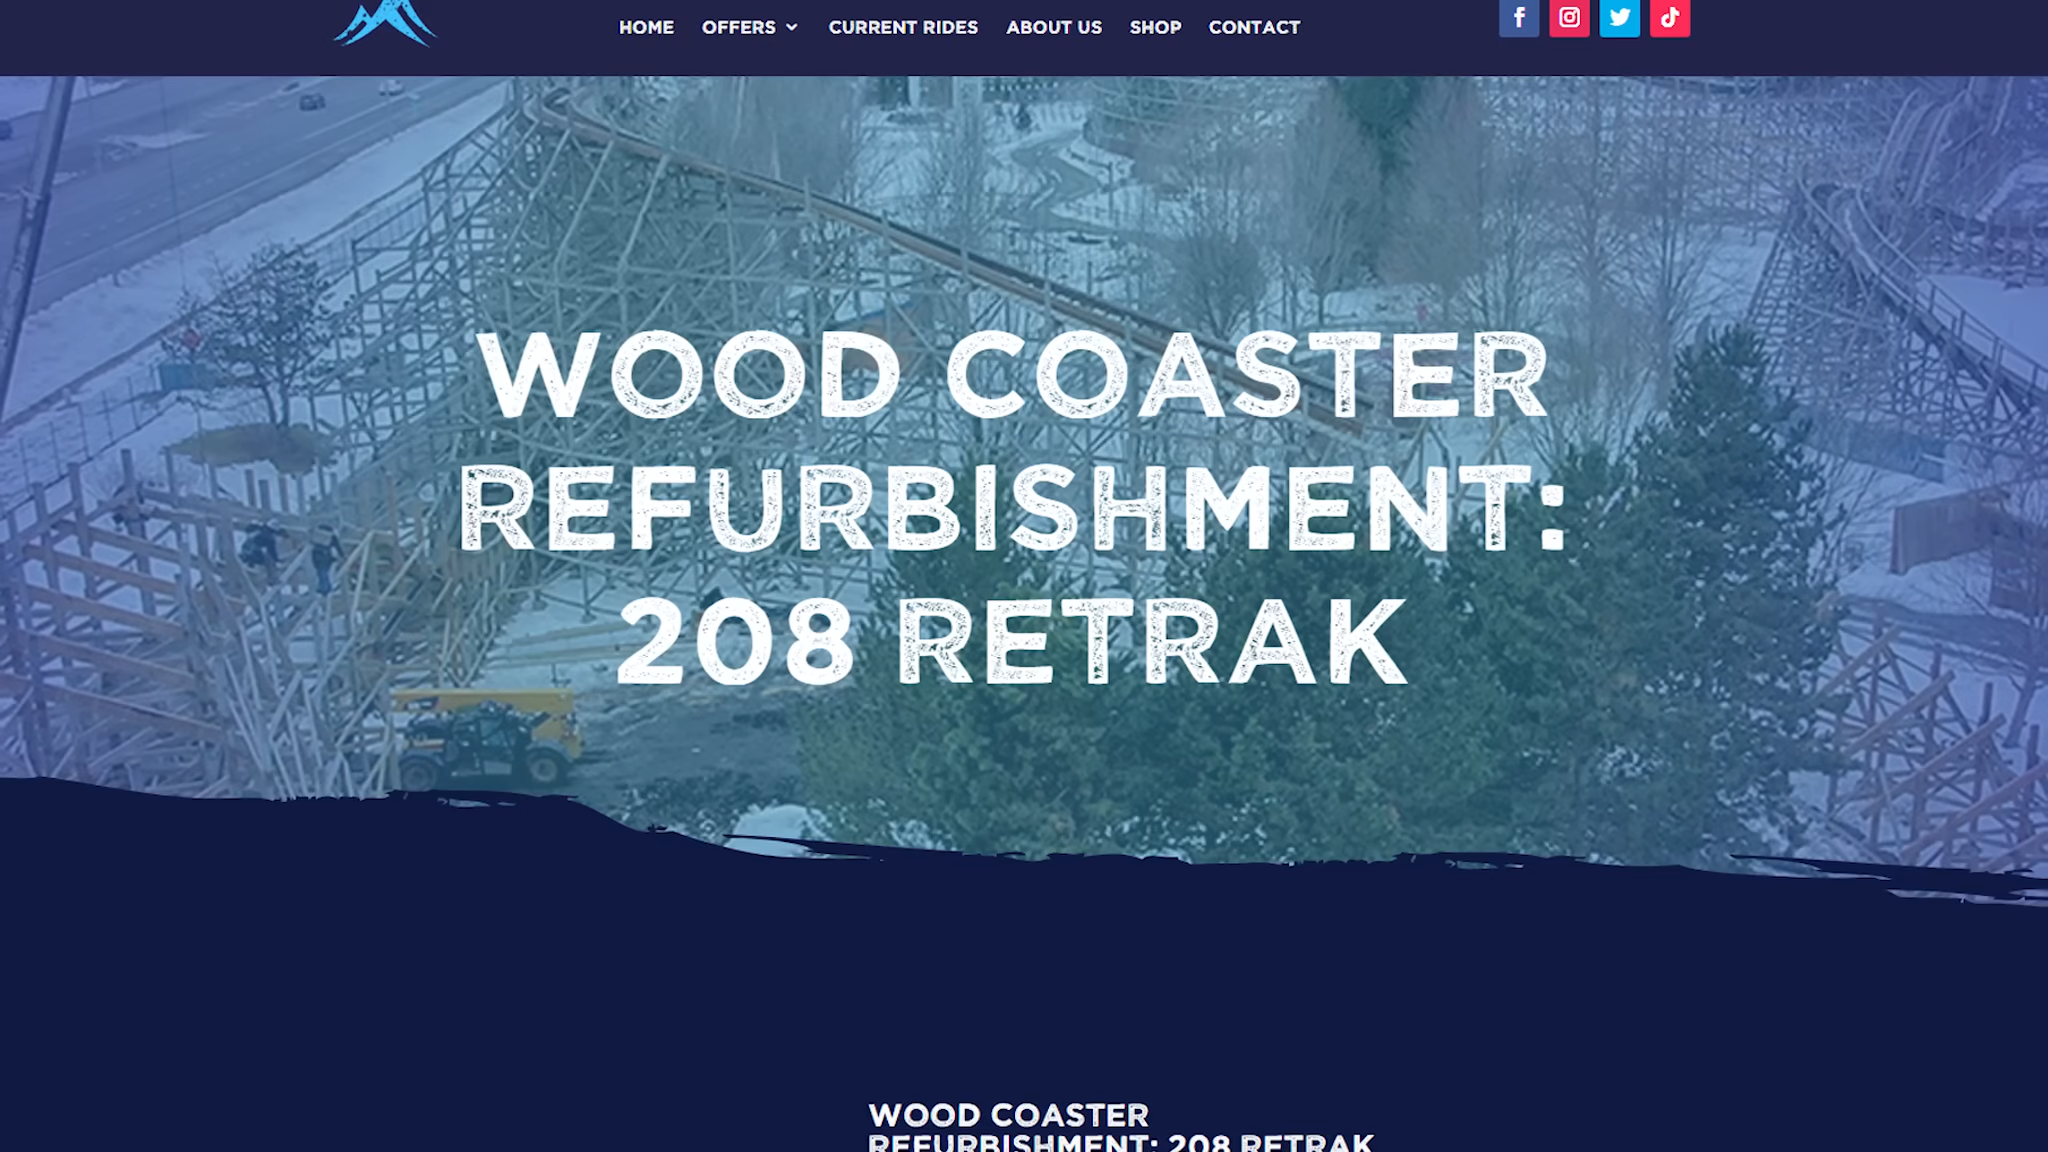 HOME OFFERS CURRENT RIDES ABOUT US SHOP CONTACT
WOOD COASTER
REFURBISHMENT:
208 RETRAK
WOOD COASTER
REFURBISHMENT: 208 RETRAK